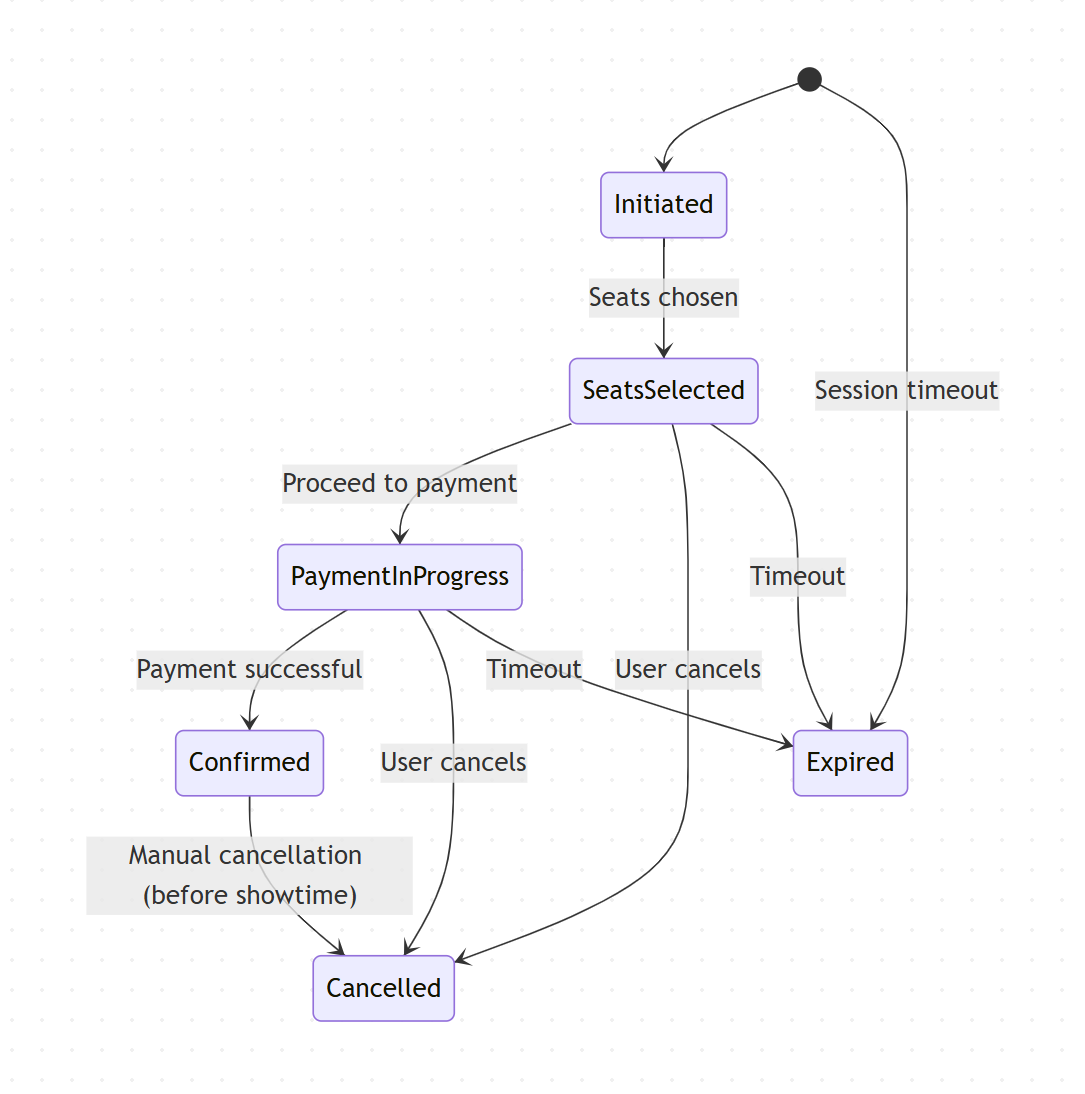 Initiated
Seats chosen
SeatsSelected
Session timeout
Proceed to payment
PaymentInProgress
Timeout
Payment successful
Timeout
User cancels
Confirmed
User cancels
Expired
Manual cancellation
(before showtime)
Cancelled